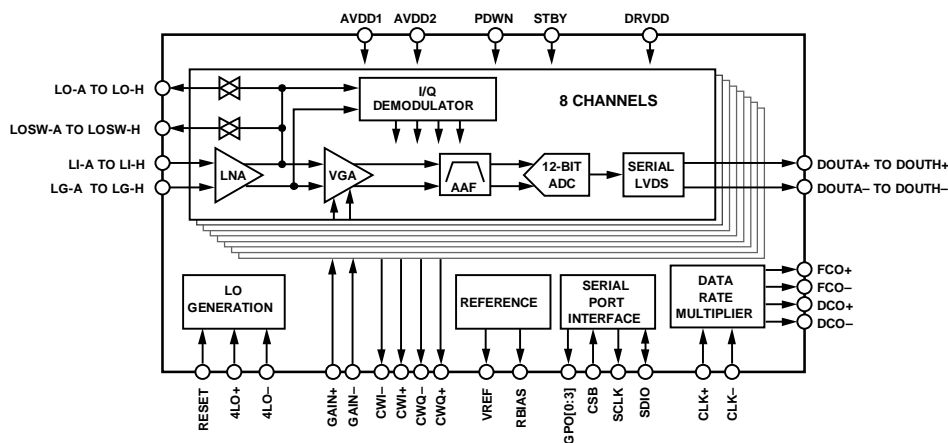 AVDD1
AVDD2
PDWN
STBY
DRVDD
LO-A TO LO-H
LOSW-A TO LOSW-H
LI-A TO LI-H
LG-A TO LG-H
I/Q
DEMODULATOR
8 CHANNELS
LNA
VGA
AAF
12-BIT
ADC
SERIAL
LVDS
DOUTA+ TO DOUTH+
DOUTA– TO DOUTH–
LO
GENERATION
REFERENCE
SERIAL
PORT
INTERFACE
DATA
RATE
MULTIPLIER
FCO+
FCO–
DCO+
DCO–
RESET
4LO+
4LO–
GAIN+
GAIN–
CWI–
CWI+
CWQ–
CWQ+
VREF
RBIAS
GPO[0:3]
CSB
SCLK
SDIO
CLK+
CLK–